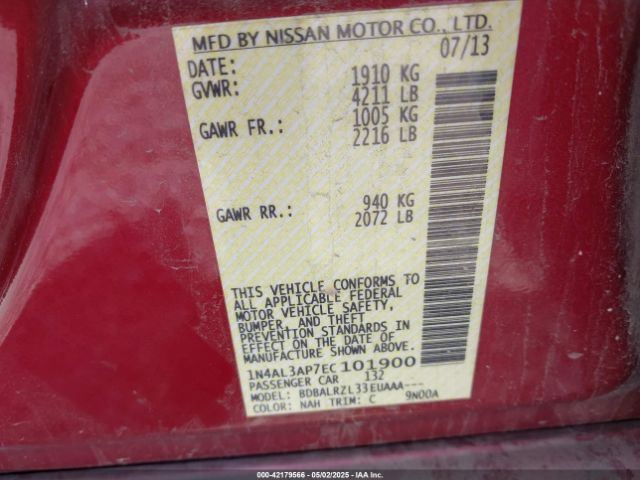 MFD BY NISSAN MOTOR CO., LTD.
DATE: 07/13
GVWR: 1910 KG
4211 LB
GAWR FR.: 1005 KG
2216 LB
GAWR RR.: 940 KG
2072 LB
THIS VEHICLE CONFORMS TO
ALL APPLICABLE FEDERAL
MOTOR VEHICLE SAFETY,
BUMPER, AND THEFT
PREVENTION STANDARDS IN
EFFECT ON THE DATE OF
MANUFACTURE SHOWN ABOVE.
1N4AL3AP7EC101900
PASSENGER CAR 132
MODEL: BDBALRZL33EUAAA---
COLOR: NAH TRIM: C 9N00A
000-42179566 - 05/02/2025 - IAA Inc.